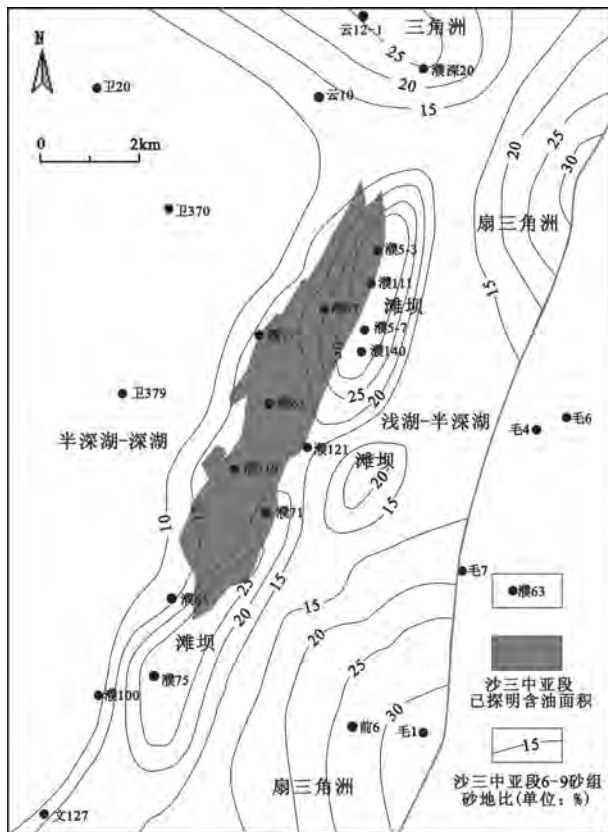 云12-1
三角洲
N
25
濮深20
卫20
20
云10
15
0 2km
20
25
30
卫370
扇三角洲
濮5-3
濮111
15
滩坝
濮5-7
濮140
卫379
25
20
浅湖-半深湖
毛6
毛4
半深湖-深湖
濮121
滩坝
20
10
15
濮71
毛7
25
15
15
濮63
20
20
滩坝
25
沙三中亚段
已探明含油面积
濮75
濮100
30
15
前6
毛1
沙三中亚段6-9砂组
砂地比(单位：%)
扇三角洲
文127